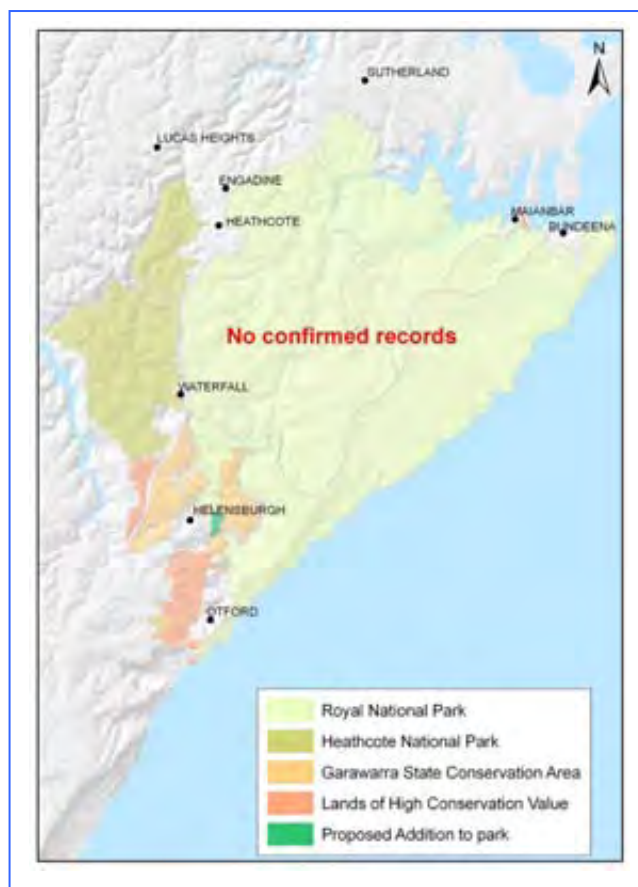 N
SUTHERLAND
LUCAS HEIGHTS
ENGADINE
HEATHCOTE
MAIANBAR
BUNDEENA
No confirmed records
WATERFALL
HELENSBURGH
OTFORD
Royal National Park
Heathcote National Park
Garawarra State Conservation Area
Lands of High Conservation Value
Proposed Addition to park